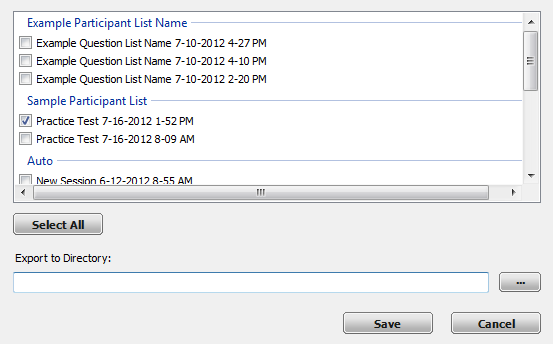 Example Participant List Name
Example Question List Name 7-10-2012 4-27 PM
Example Question List Name 7-10-2012 4-10 PM
Example Question List Name 7-10-2012 2-20 PM
Sample Participant List
Practice Test 7-16-2012 1-52 PM
Practice Test 7-16-2012 8-09 AM
Auto
New Session 6-12-2012 8-55 AM
Select All
Export to Directory:
...
Save
Cancel